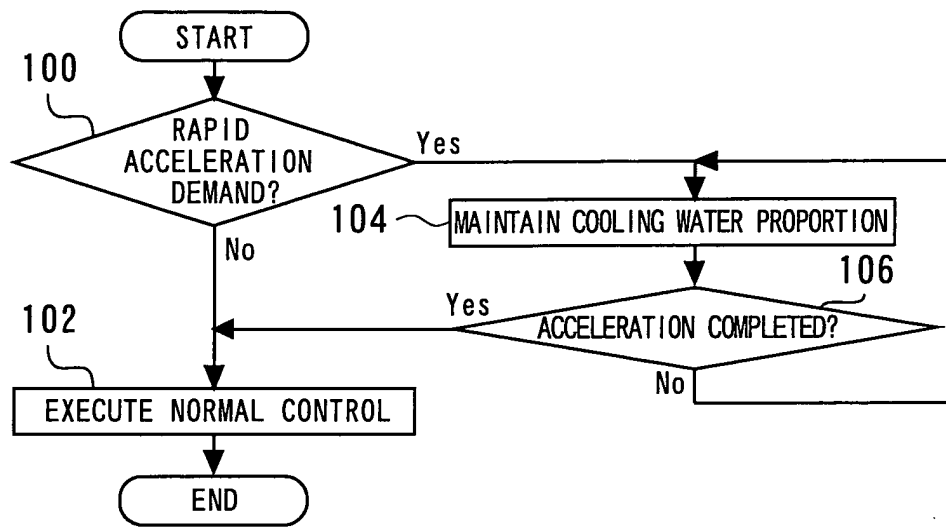 START
100
RAPID
ACCELERATION
DEMAND?
Yes
No
104
MAINTAIN COOLING WATER PROPORTION
106
ACCELERATION COMPLETED?
Yes
No
102
EXECUTE NORMAL CONTROL
END